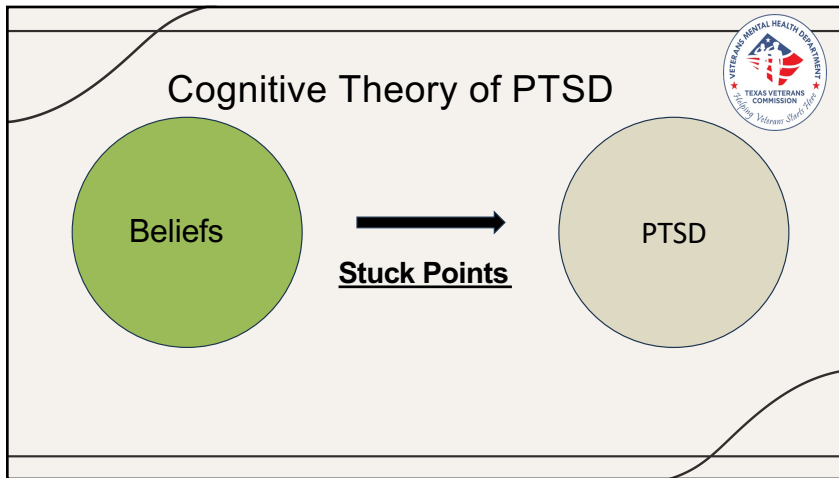 VETERANS MENTAL HEALTH DEPARTMENT
TEXAS VETERANS
COMMISSION
Helping Veterans Starts Here
Cognitive Theory of PTSD
Beliefs
Stuck Points
PTSD